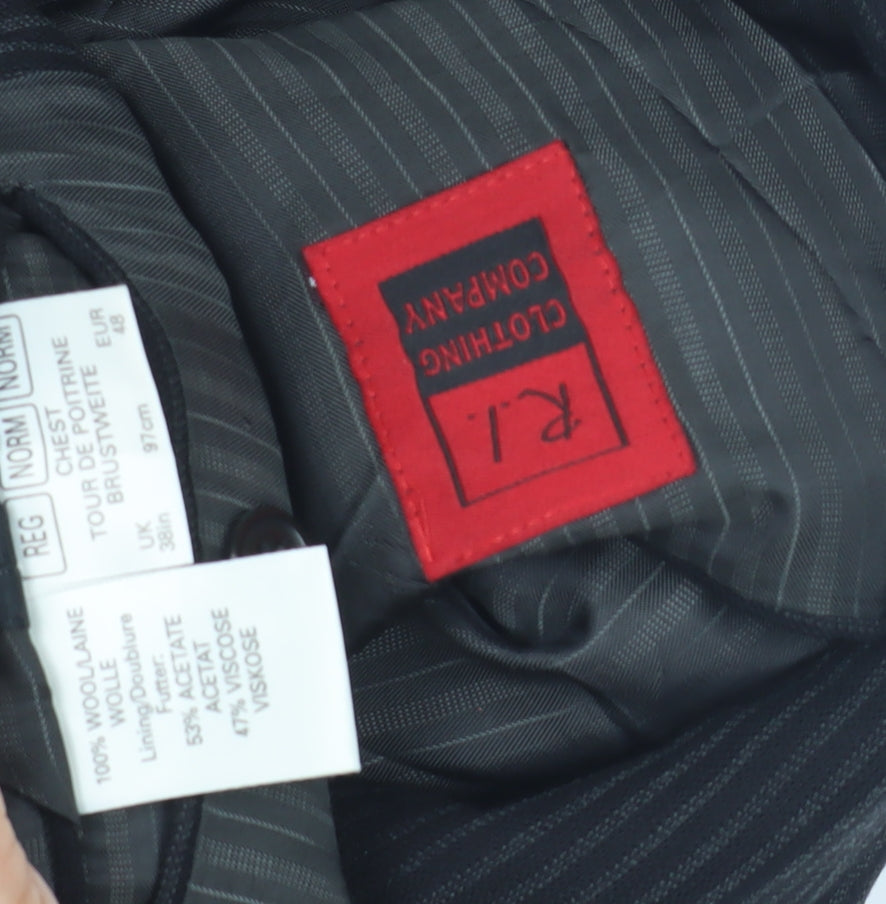 R.I.
CLOTHING
COMPANY
REG
NORM
NORM
CHEST
TOUR DE POITRINE
BRUSTWEITE
UK
97cm
EUR
38in
48
100% WOOL/LAINE
WOLLE
Lining/Doublure
Futter:
53% ACETATE
ACETAT
47% VISCOSE
VISKOSE